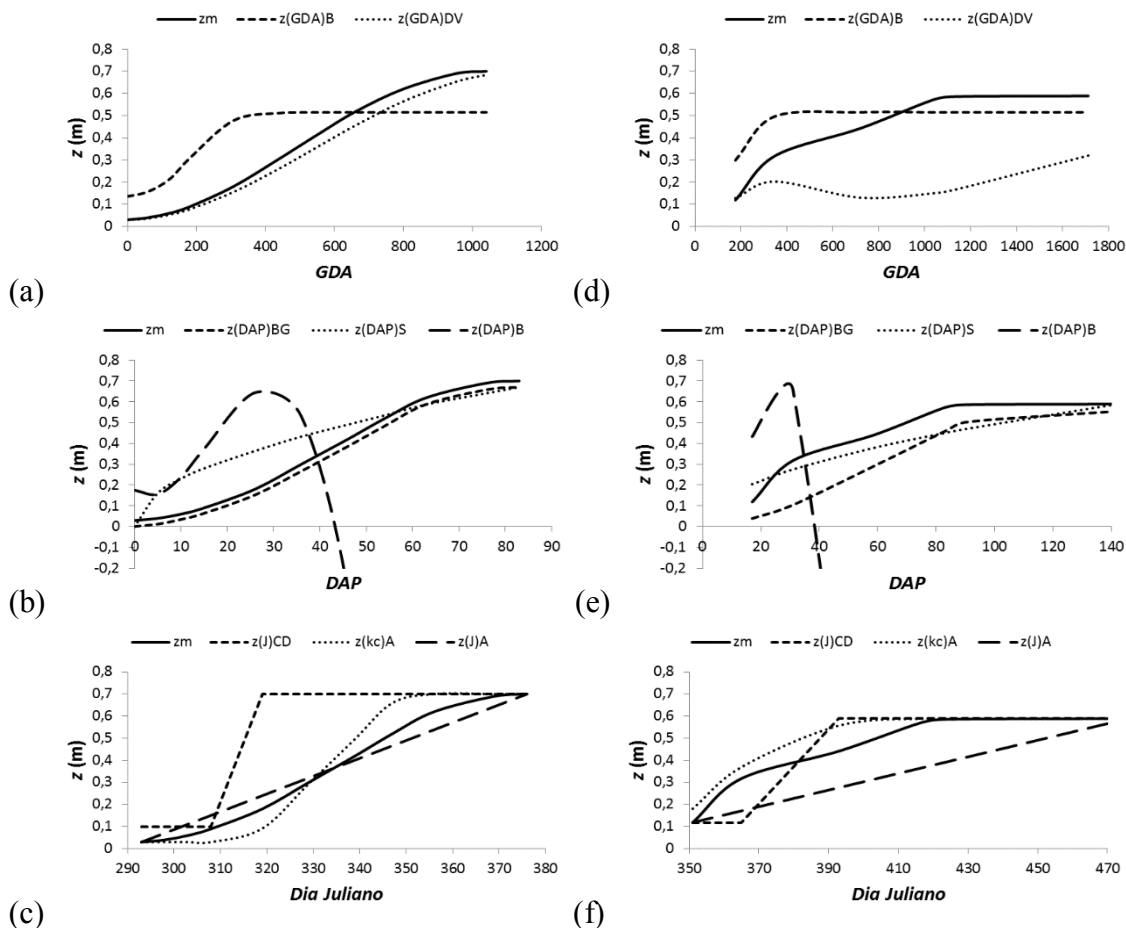 zm z(GDA)B z(GDA)DV
0,8
0,7
0,6
0,5
0,4
0,3
0,2
0,1
0
z (m)
0 200 400 600 800 1000 1200
GDA
(a)
zm z(GDA)B z(GDA)DV
0,8
0,7
0,6
0,5
0,4
0,3
0,2
0,1
0
z (m)
0 200 400 600 800 1000 1200 1400 1600 1800
GDA
(d)
zm z(DAP)BG z(DAP)S z(DAP)B
0,8
0,7
0,6
0,5
0,4
0,3
0,2
0,1
0
-0,1
-0,2
z (m)
0 10 20 30 40 50 60 70 80 90
DAP
(b)
zm z(DAP)BG z(DAP)S z(DAP)B
0,8
0,7
0,6
0,5
0,4
0,3
0,2
0,1
0
-0,1
-0,2
z (m)
0 20 40 60 80 100 120 140
DAP
(e)
zm z(J)CD z(kc)A z(J)A
0,8
0,7
0,6
0,5
0,4
0,3
0,2
0,1
0
z (m)
290 300 310 320 330 340 350 360 370 380
Dia Juliano
(c)
zm z(J)CD z(kc)A z(J)A
0,8
0,7
0,6
0,5
0,4
0,3
0,2
0,1
0
z (m)
350 370 390 410 430 450 470
Dia Juliano
(f)